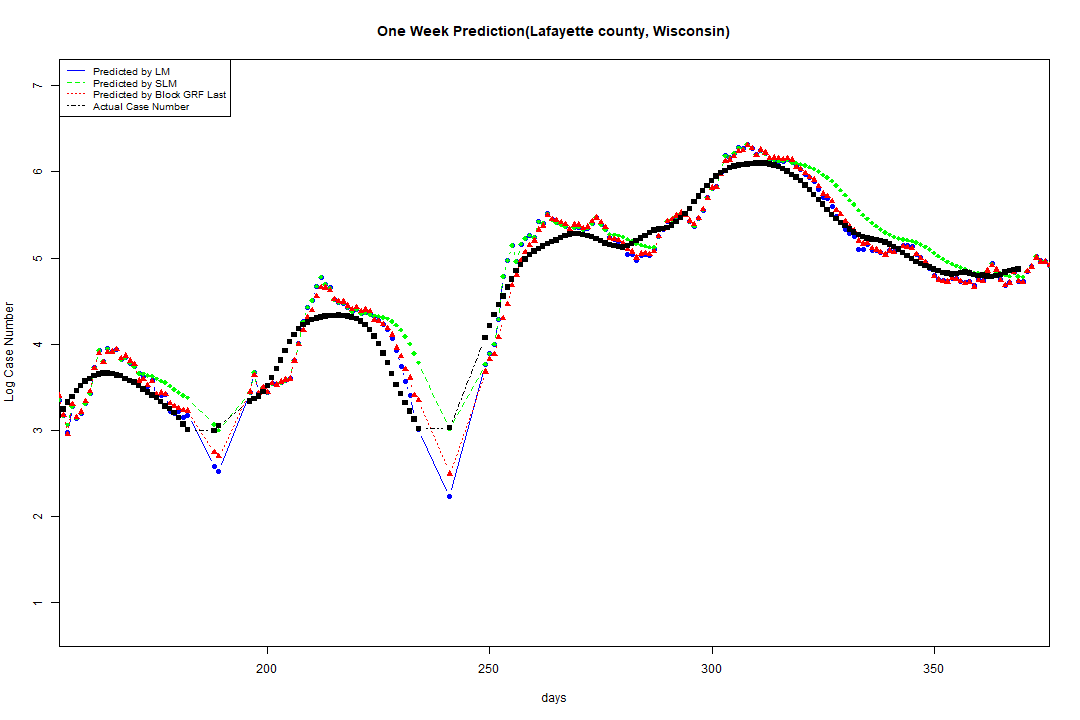 One Week Prediction(Lafayette county, Wisconsin)
Predicted by LM
Predicted by SLM
Predicted by Block GRF Last
Actual Case Number
Log Case Number
7
6
5
4
3
2
1
200 250 300 350
days